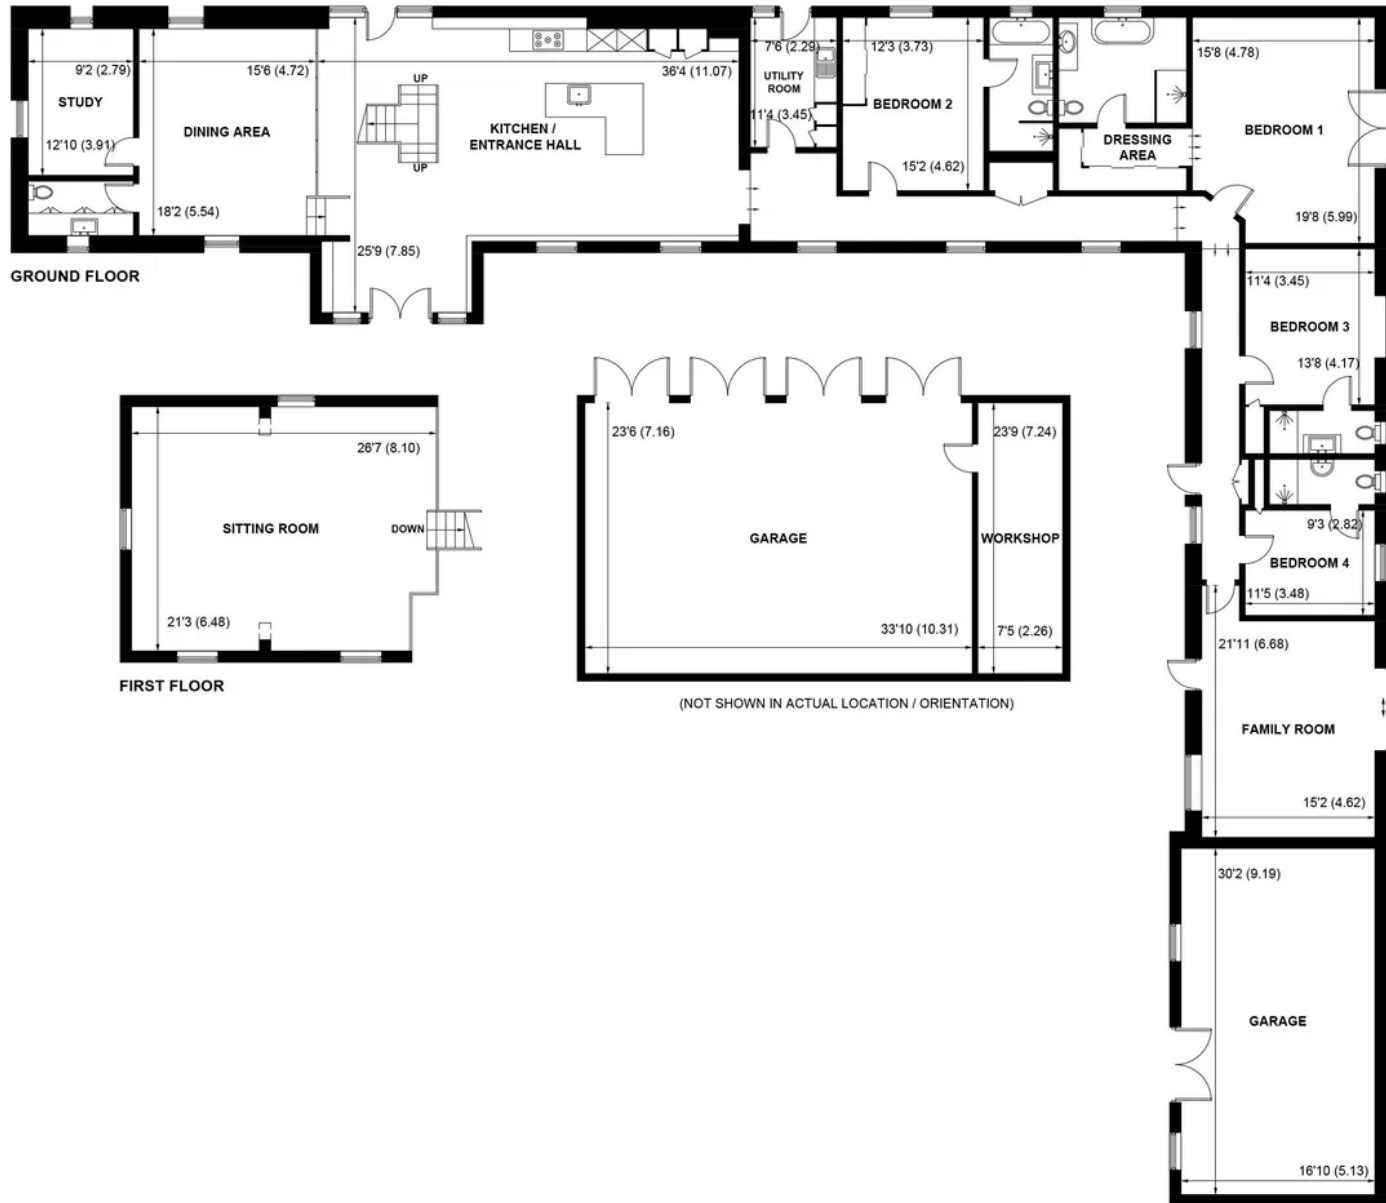 9'2 (2.79)
STUDY
12'10 (3.91)
15'6 (4.72)
DINING AREA
18'2 (5.54)
UP
UP
36'4 (11.07)
KITCHEN /
ENTRANCE HALL
25'9 (7.85)
7'6 (2.29)
UTILITY
ROOM
11'4 (3.45)
12'3 (3.73)
BEDROOM 2
15'2 (4.62)
DRESSING
AREA
15'8 (4.78)
BEDROOM 1
19'8 (5.99)
GROUND FLOOR
11'4 (3.45)
BEDROOM 3
13'8 (4.17)
9'3 (2.82)
BEDROOM 4
11'5 (3.48)
21'11 (6.68)
FAMILY ROOM
15'2 (4.62)
30'2 (9.19)
GARAGE
16'10 (5.13)
26'7 (8.10)
SITTING ROOM
DOWN
21'3 (6.48)
FIRST FLOOR
23'6 (7.16)
GARAGE
33'10 (10.31)
23'9 (7.24)
WORKSHOP
7'5 (2.26)
(NOT SHOWN IN ACTUAL LOCATION / ORIENTATION)